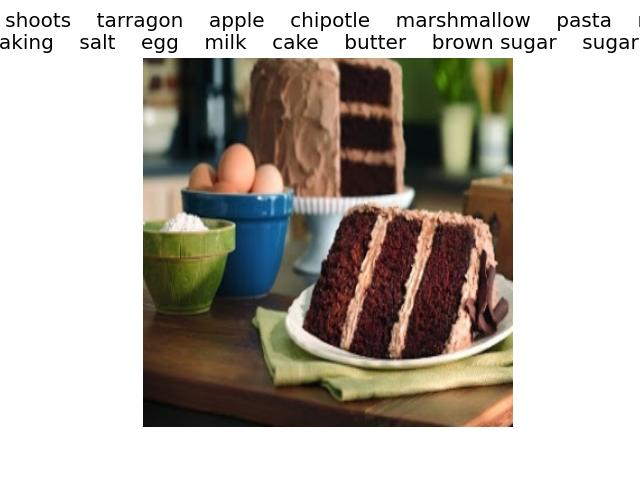 shoots tarragon apple chipotle marshmallow pasta
aking salt egg milk cake butter brown sugar sugar